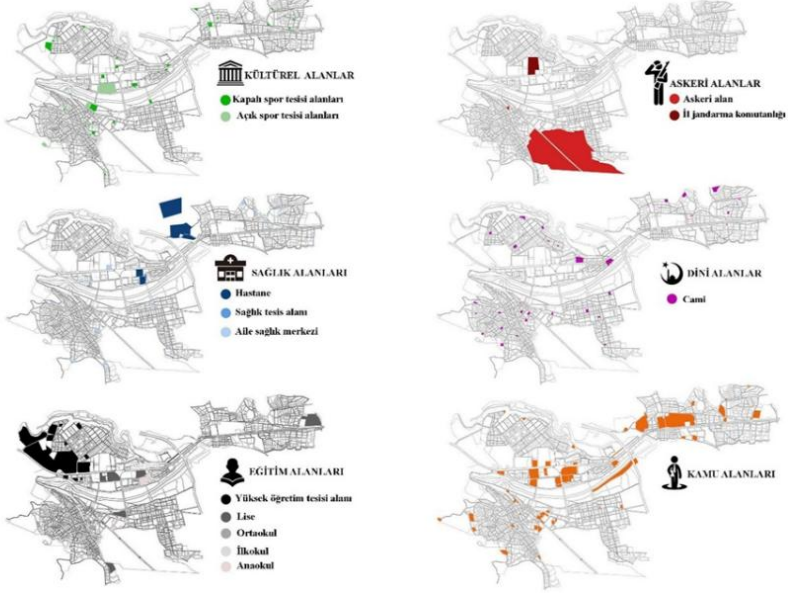 KÜLTÜREL ALANLAR
Kapalı spor tesisi alanları
Açık spor tesisi alanları
ASKERİ ALANLAR
Askeri alan
İl jandarma komutanlığı
SAĞLIK ALANLARI
Hastane
Sağlık tesis alanı
Aile sağlık merkezi
DİNİ ALANLAR
Cami
EĞİTİM ALANLARI
Yüksek öğretim tesisi alanı
Lise
Ortaokul
İlkokul
Anaokul
KAMU ALANLARI